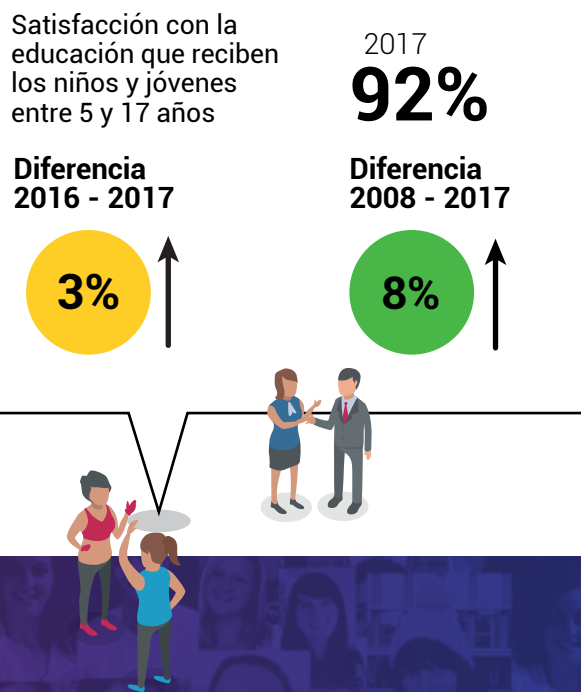 Satisfacción con la
educación que reciben
los niños y jóvenes
entre 5 y 17 años
2017
92%
Diferencia
2016 - 2017
3%
Diferencia
2008 - 2017
8%